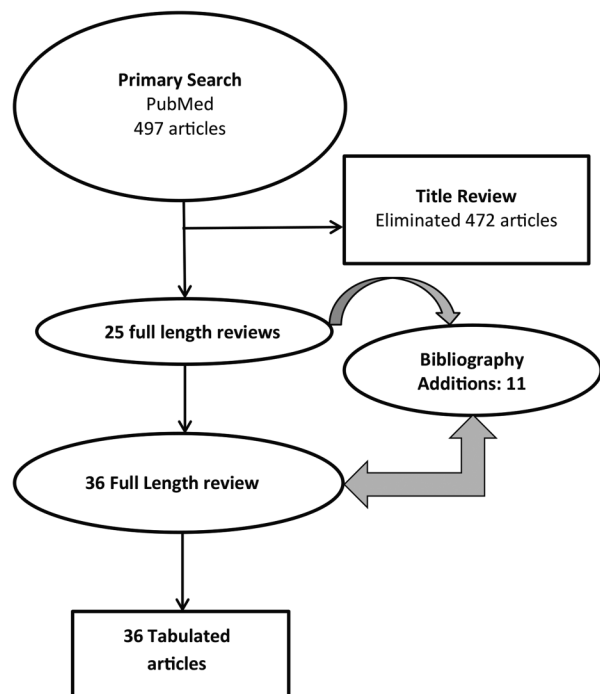 Primary Search
PubMed
497 articles
Title Review
Eliminated 472 articles
25 full length reviews
Bibliography
Additions: 11
36 Full Length review
36 Tabulated
articles